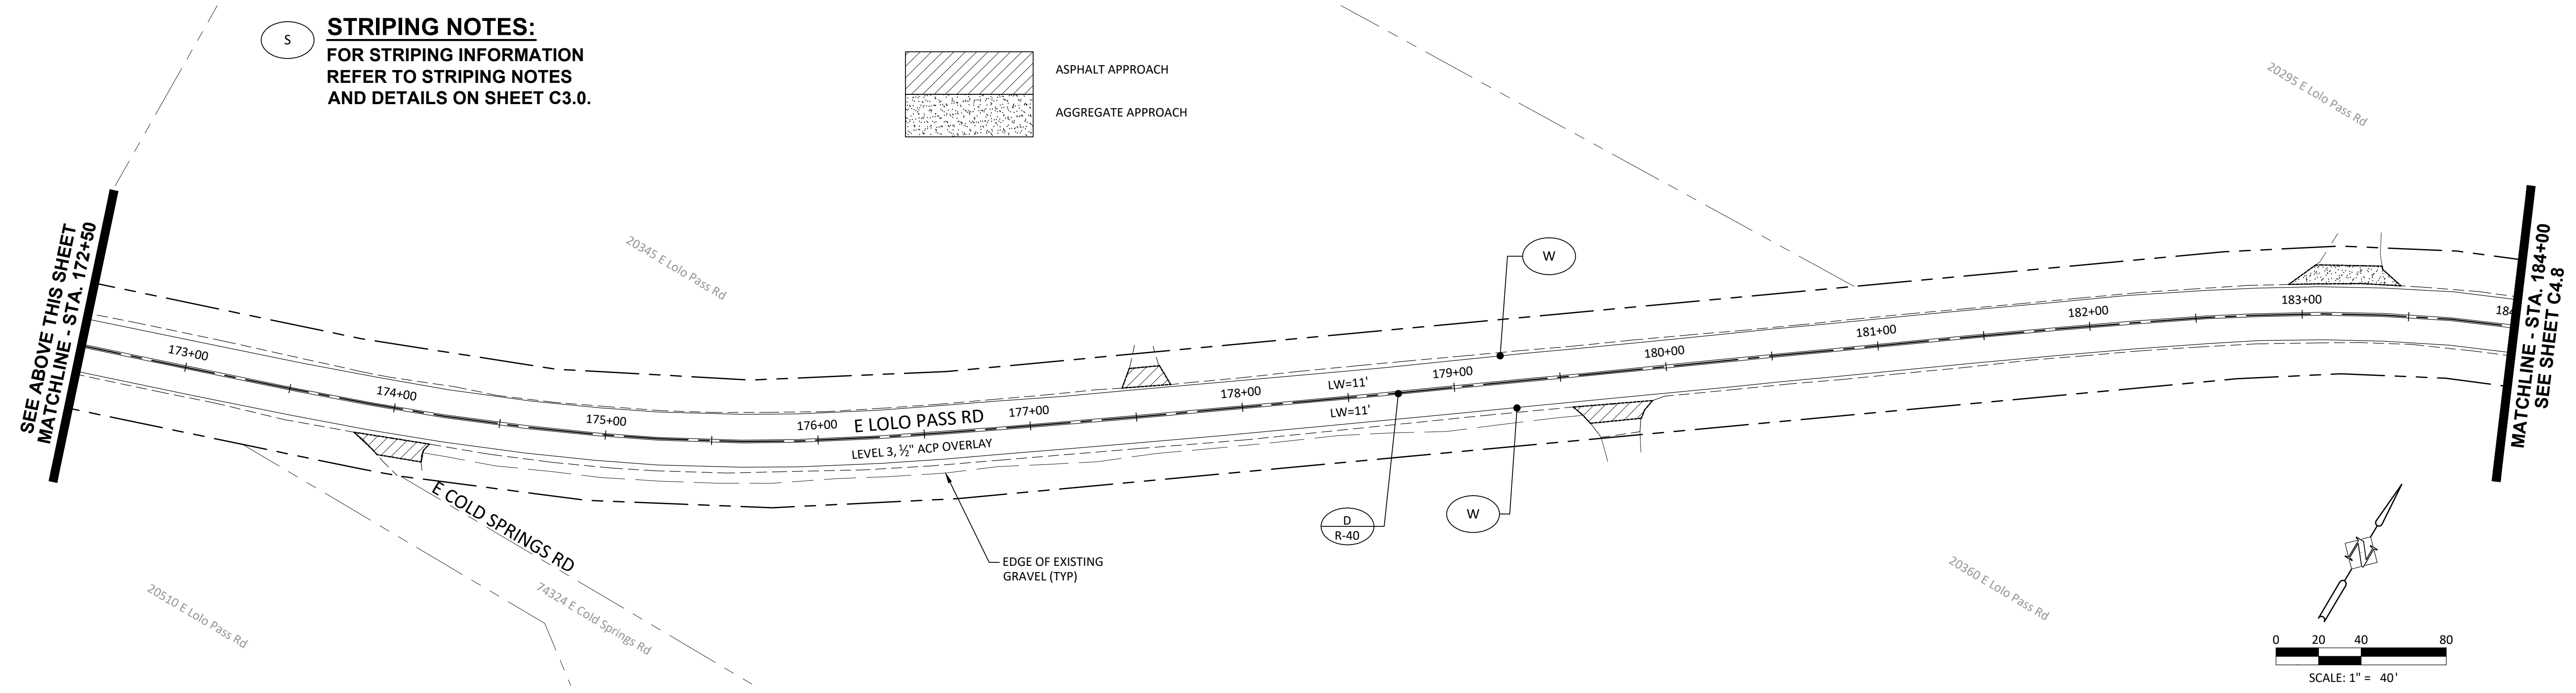 S
STRIPING NOTES:
FOR STRIPING INFORMATION
REFER TO STRIPING NOTES
AND DETAILS ON SHEET C3.0.
ASPHALT APPROACH
AGGREGATE APPROACH
20295 E Lolo Pass Rd
SEE ABOVE THIS SHEET
MATCHLINE - STA. 172+50
20345 E Lolo Pass Rd
W
173+00
174+00
175+00
176+00
177+00
178+00
179+00
180+00
181+00
182+00
183+00
184
E LOLO PASS RD
LEVEL 3, ½" ACP OVERLAY
LW=11'
LW=11'
MATCHLINE - STA. 184+00
SEE SHEET C4.8
E COLD SPRINGS RD
D
R-40
W
EDGE OF EXISTING
GRAVEL (TYP)
20510 E Lolo Pass Rd
74324 E Cold Springs Rd
20360 E Lolo Pass Rd
N
0 20 40 80
SCALE: 1" = 40'